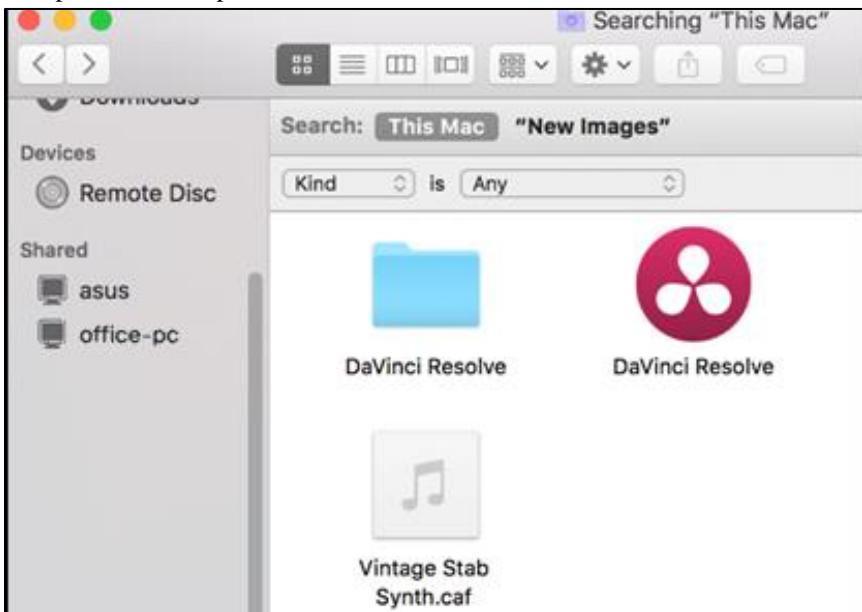 Searching “This Mac”
Downloads
Search: This Mac “New Images”
Devices
Kind is Any
Remote Disc
Shared
asus
office-pc
DaVinci Resolve
DaVinci Resolve
Vintage Stab
Synth.caf